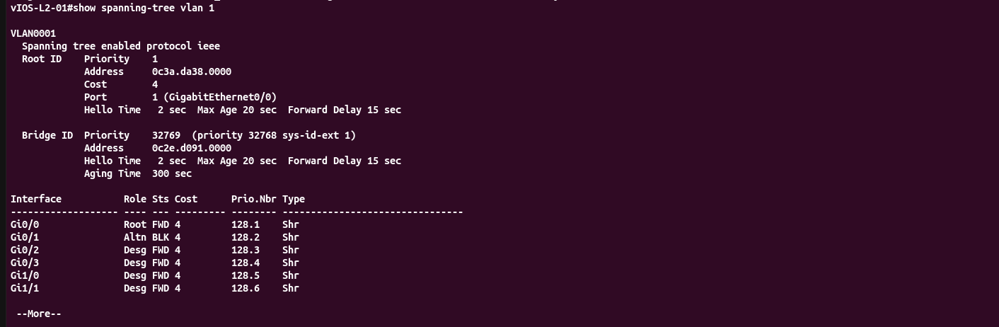 vIOS-L2-01#show spanning-tree vlan 1
VLAN0001
  Spanning tree enabled protocol ieee
  Root ID    Priority    1
             Address     0c3a.da38.0000
             Cost        4
             Port        1 (GigabitEthernet0/0)
             Hello Time   2 sec  Max Age 20 sec  Forward Delay 15 sec
  Bridge ID  Priority    32769  (priority 32768 sys-id-ext 1)
             Address     0c2e.d091.0000
             Hello Time   2 sec  Max Age 20 sec  Forward Delay 15 sec
             Aging Time  300 sec
Interface           Role Sts Cost      Prio.Nbr Type
------------------- ---- --- --------- -------- --------------------------------
Gi0/0               Root FWD 4         128.1    Shr
Gi0/1               Altn BLK 4         128.2    Shr
Gi0/2               Desg FWD 4         128.3    Shr
Gi0/3               Desg FWD 4         128.4    Shr
Gi1/0               Desg FWD 4         128.5    Shr
Gi1/1               Desg FWD 4         128.6    Shr
 --More--